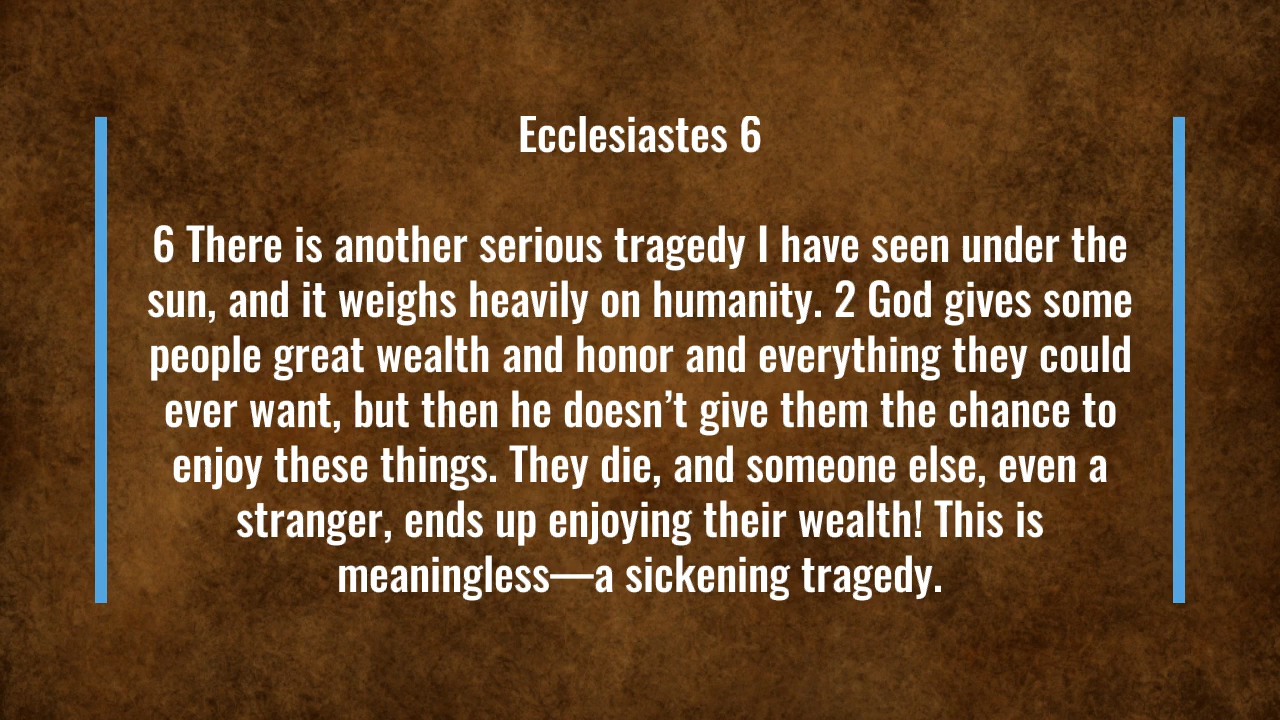 Ecclesiastes 6
6 There is another serious tragedy I have seen under the
sun, and it weighs heavily on humanity. 2 God gives some
people great wealth and honor and everything they could
ever want, but then he doesn’t give them the chance to
enjoy these things. They die, and someone else, even a
stranger, ends up enjoying their wealth! This is
meaningless—a sickening tragedy.